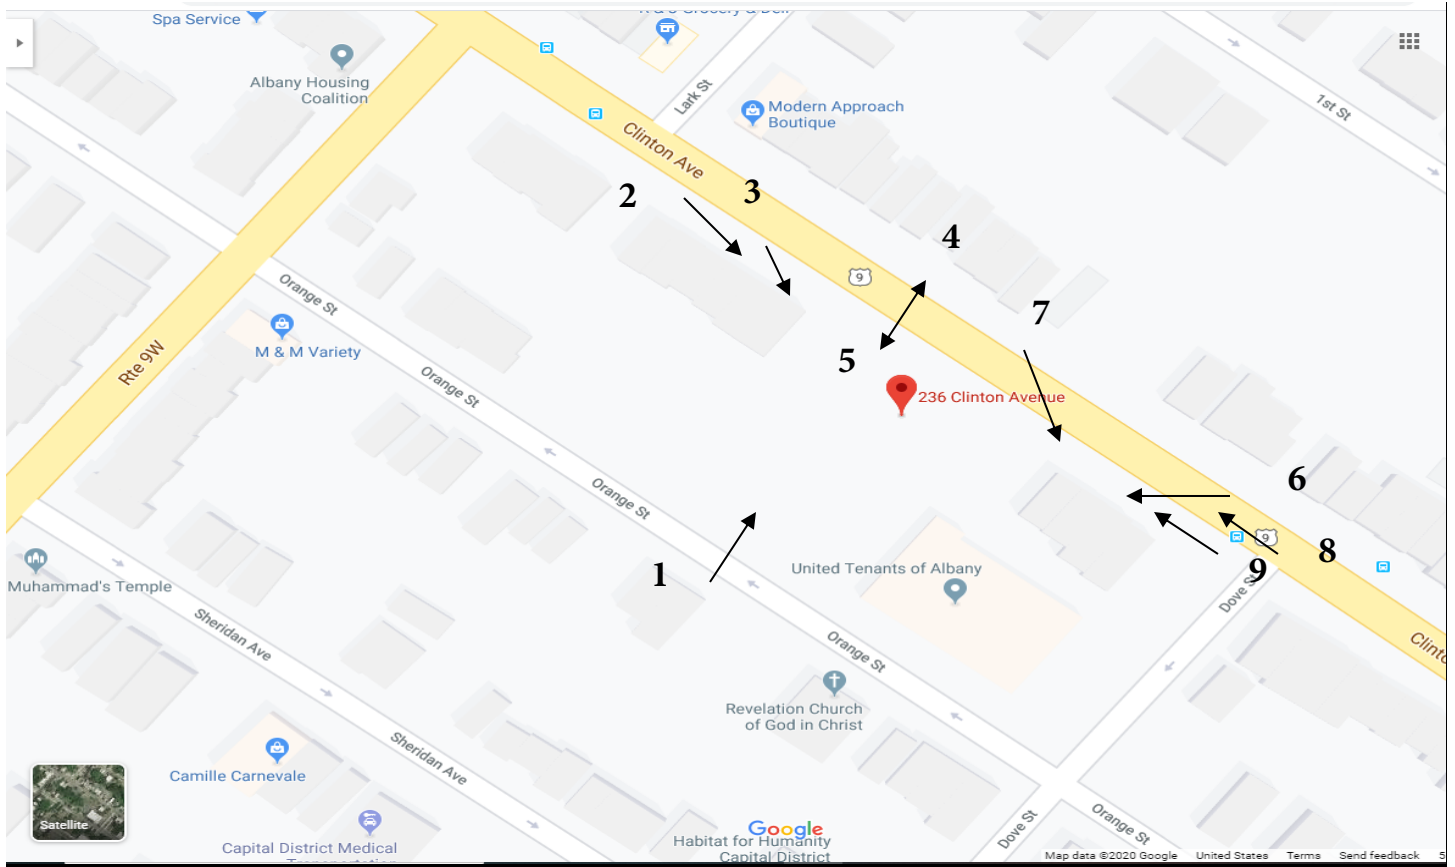 Spa Service
Grocery & Deli
Albany Housing
Coalition
Lark St
Modern Approach
Boutique
1st St
Clinton Ave
2
3
4
9
Orange St
7
M & M Variety
Rte 9W
5
236 Clinton Avenue
Orange St
6
Orange St
9
8
1
United Tenants of Albany
9
Muhammad's Temple
Dove St
Sheridan Ave
Orange St
Revelation Church
of God in Christ
Sheridan Ave
Camille Carnevale
Satellite
Capital District Medical
Transportation
Google
Habitat for Humanity
Capital District
Dove St
Orange St
Map data ©2020 Google United States Terms Send feedback